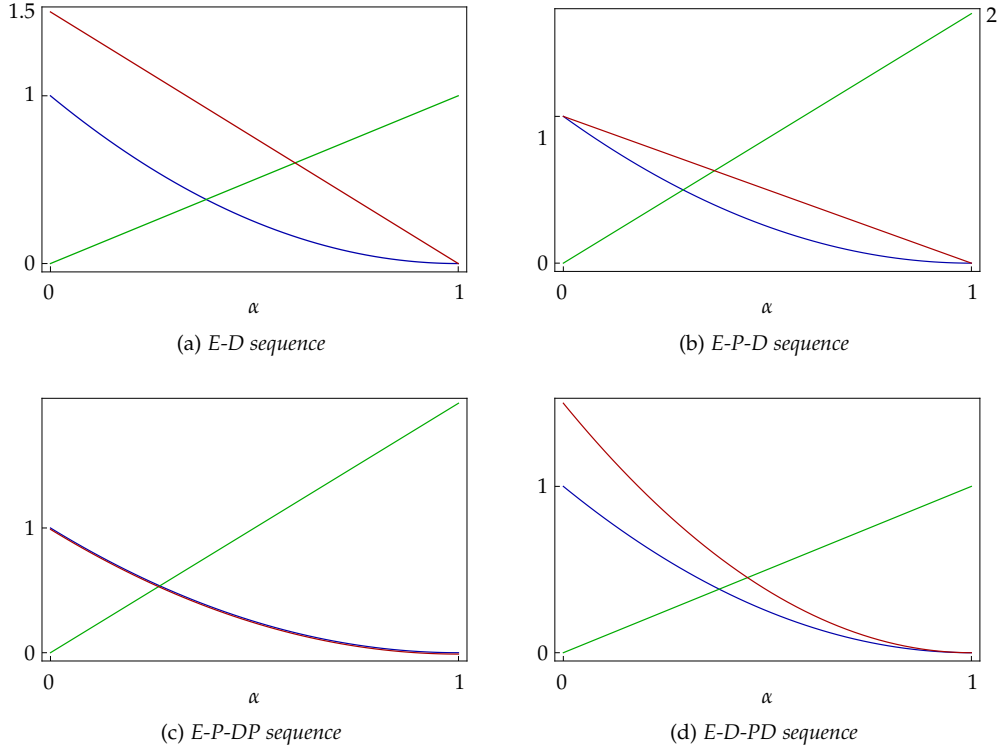 1.5
1
0
0
1
α
(a) E-D sequence
2
1
0
0
1
α
(b) E-P-D sequence
1
0
0
1
α
(c) E-P-DP sequence
1
0
0
1
α
(d) E-D-PD sequence